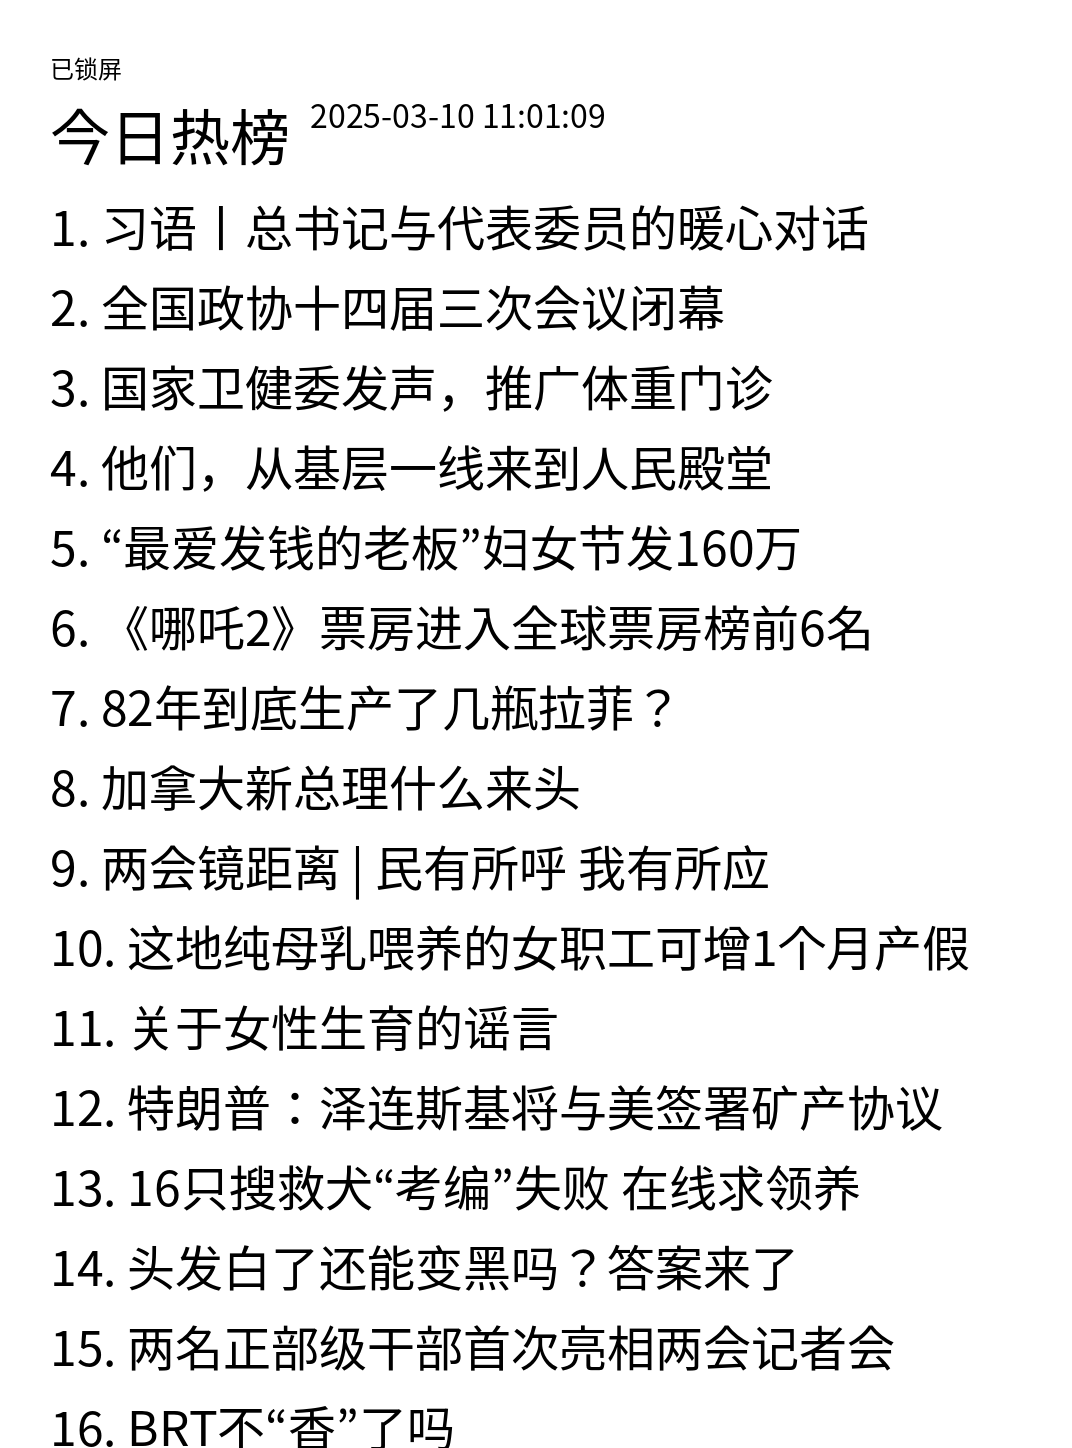 已锁屏
今日热榜 2025-03-10 11:01:09
1. 习语丨总书记与代表委员的暖心对话
2. 全国政协十四届三次会议闭幕
3. 国家卫健委发声，推广体重门诊
4. 他们，从基层一线来到人民殿堂
5. “最爱发钱的老板”妇女节发160万
6. 《哪吒2》票房进入全球票房榜前6名
7. 82年到底生产了几瓶拉菲？
8. 加拿大新总理什么来头
9. 两会镜距离 | 民有所呼 我有所应
10. 这地纯母乳喂养的女职工可增1个月产假
11. 关于女性生育的谣言
12. 特朗普：泽连斯基将与美签署矿产协议
13. 16只搜救犬“考编”失败 在线求领养
14. 头发白了还能变黑吗？答案来了
15. 两名正部级干部首次亮相两会记者会
16. BRT不“香”了吗